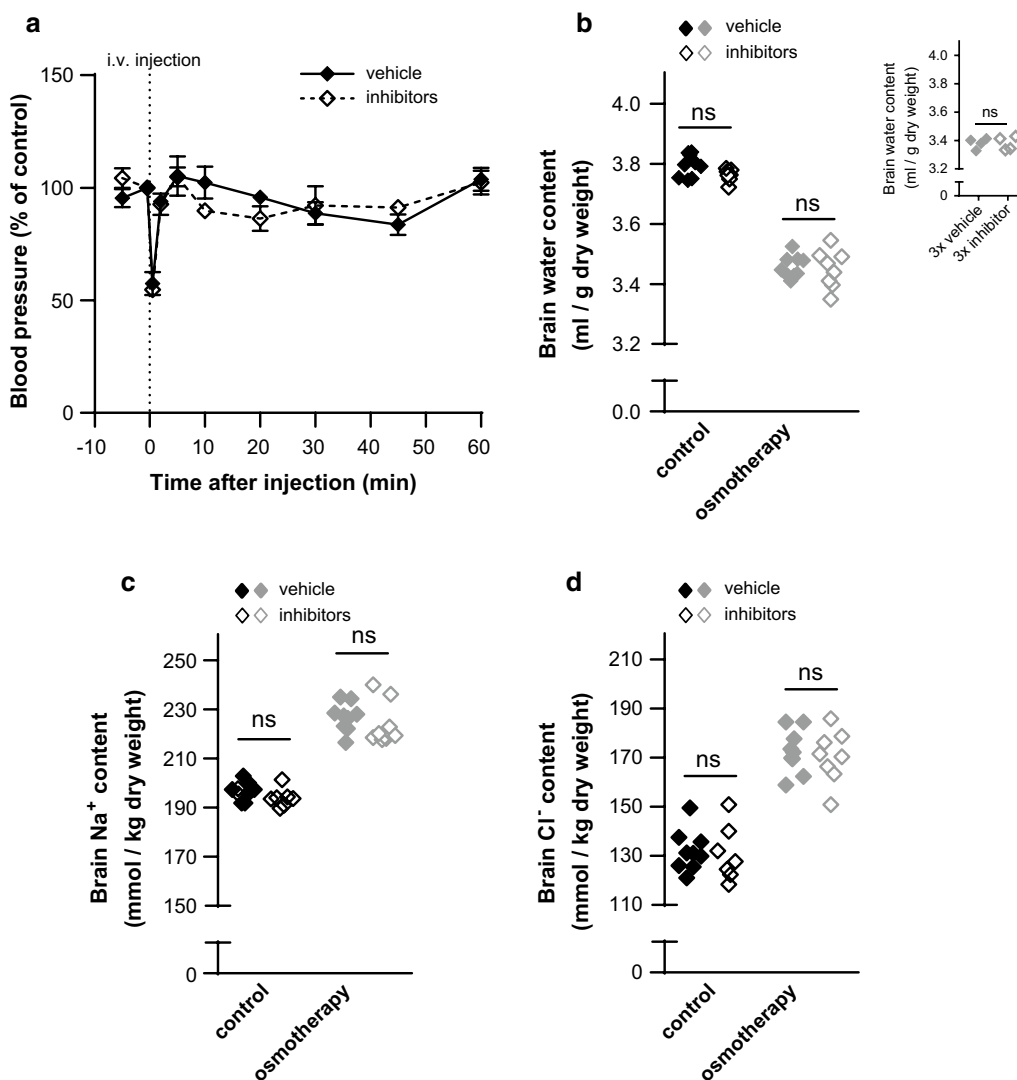 a
i.v. injection
vehicle
inhibitors
150
100
50
0
-10 0 10 20 30 40 50 60
Blood pressure (% of control)
Time after injection (min)
b
vehicle
inhibitors
4.0
3.8
3.6
3.4
3.2
0.0
ns
ns
Brain water content
(ml / g dry weight)
control
osmotherapy
4.0
3.8
3.6
3.4
3.2
0
ns
Brain water content
(ml / g dry weight)
3x vehicle
3x inhibitor
c
vehicle
inhibitors
250
230
210
190
170
150
0
ns
ns
Brain Na⁺ content
(mmol / kg dry weight)
control
osmotherapy
d
vehicle
inhibitors
210
190
170
150
130
110
0
ns
ns
Brain Cl⁻ content
(mmol / kg dry weight)
control
osmotherapy